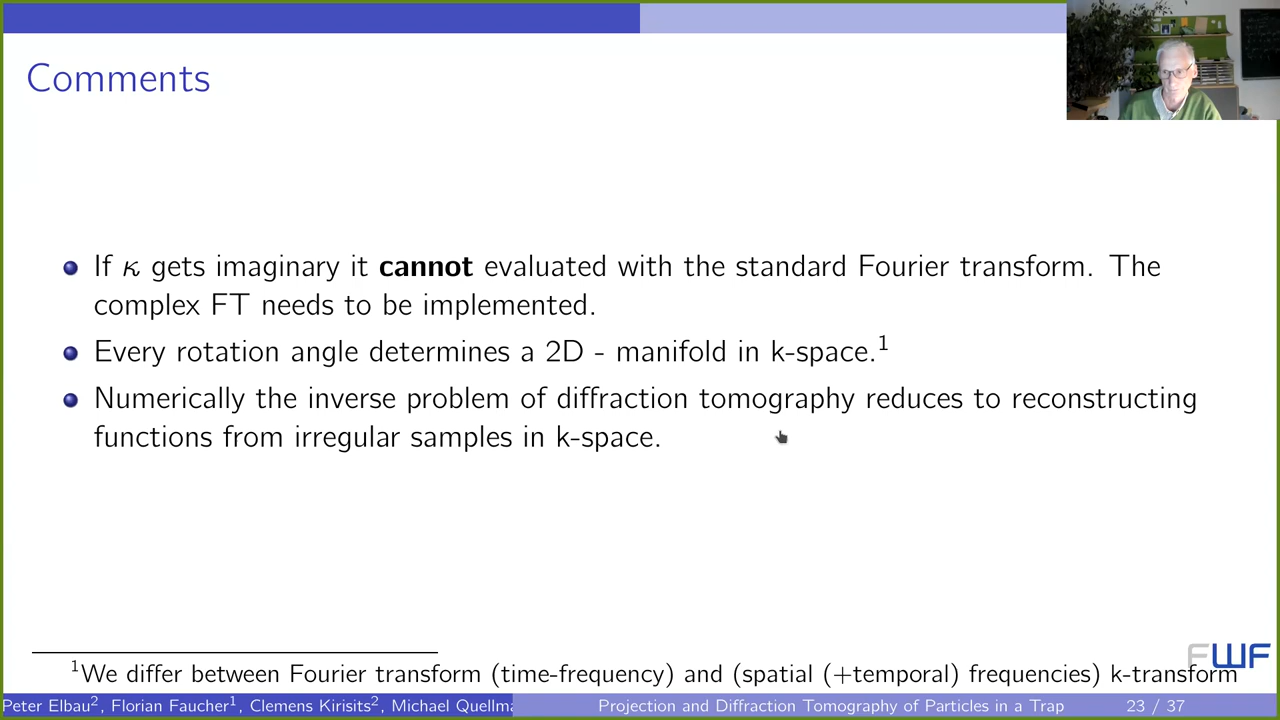 Comments
If κ gets imaginary it cannot evaluated with the standard Fourier transform. The
complex FT needs to be implemented.
Every rotation angle determines a 2D - manifold in k-space.¹
Numerically the inverse problem of diffraction tomography reduces to reconstructing
functions from irregular samples in k-space.
¹We differ between Fourier transform (time-frequency) and (spatial (+temporal) frequencies) k-transform
FWF
Peter Elbau², Florian Faucher¹, Clemens Kirisits², Michael Quellma
Projection and Diffraction Tomography of Particles in a Trap
23 / 37